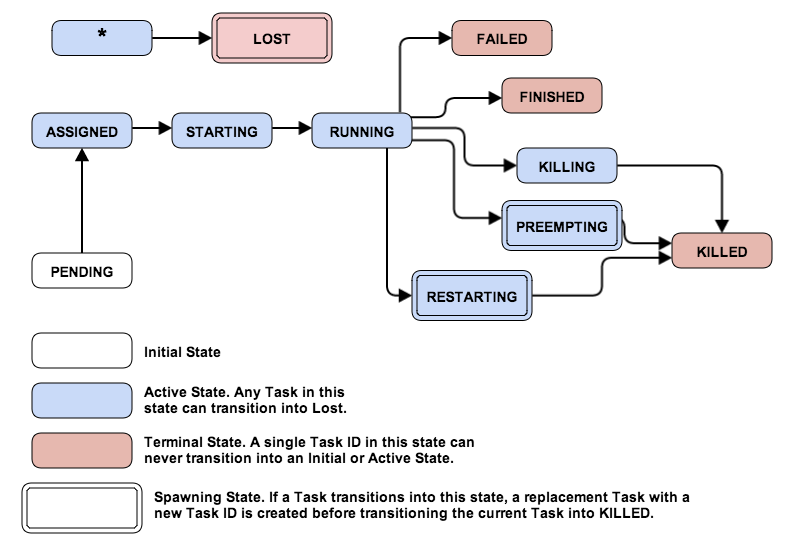 *
LOST
FAILED
FINISHED
ASSIGNED
STARTING
RUNNING
KILLING
PREEMPTING
KILLED
PENDING
RESTARTING
Initial State
Active State. Any Task in this
state can transition into Lost.
Terminal State. A single Task ID in this state can
never transition into an Initial or Active State.
Spawning State. If a Task transitions into this state, a replacement Task with a
new Task ID is created before transitioning the current Task into KILLED.